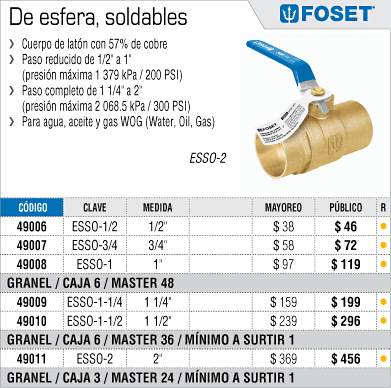 De esfera, soldables
FOSET
Cuerpo de latón con 57% de cobre
Paso reducido de 1/2" a 1"
(presión máxima 1 379 kPa / 200 PSI)
Paso completo de 1 1/4" a 2"
(presión máxima 2 068.5 kPa / 300 PSI)
Para agua, aceite y gas WOG (Water, Oil, Gas)
FOSET
ESSO-2
CÓDIGO CLAVE MEDIDA MAYOREO PÚBLICO R
49006 ESSO-1/2 1/2" $ 38 $ 46
49007 ESSO-3/4 3/4" $ 58 $ 72
49008 ESSO-1 1" $ 97 $ 119
GRANEL / CAJA 6 / MASTER 48
49009 ESSO-1-1/4 1 1/4" $ 159 $ 199
49010 ESSO-1-1/2 1 1/2" $ 239 $ 296
GRANEL / CAJA 6 / MASTER 36 / MÍNIMO A SURTIR 1
49011 ESSO-2 2" $ 369 $ 456
GRANEL / CAJA 3 / MASTER 24 / MÍNIMO A SURTIR 1